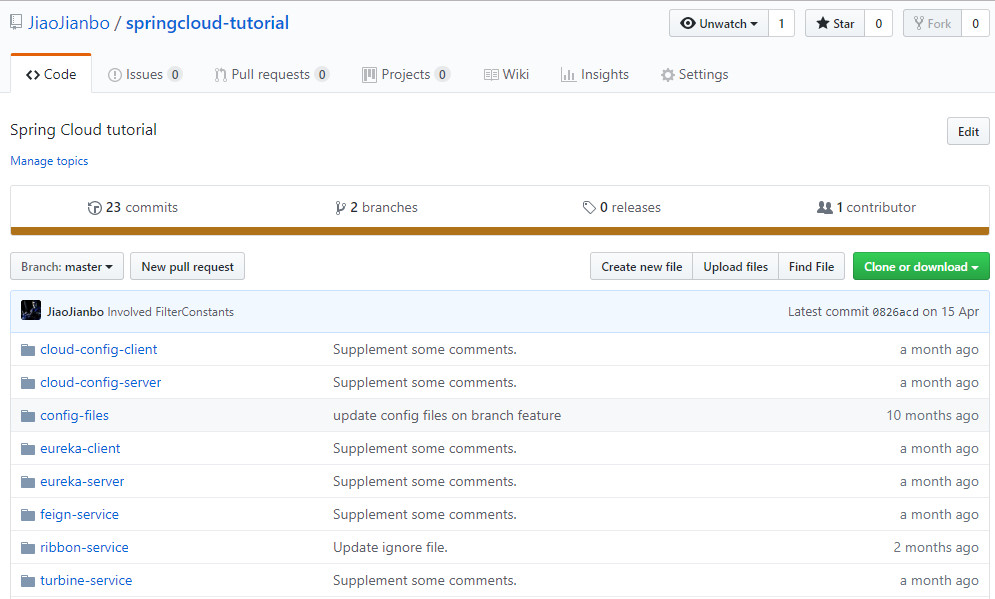 JiaoJianbo / springcloud-tutorial Unwatch 1 Star 0 Fork 0
Code Issues 0 Pull requests 0 Projects 0 Wiki Insights Settings
Spring Cloud tutorial Edit
Manage topics
23 commits 2 branches 0 releases 1 contributor
Branch: master New pull request Create new file Upload files Find File Clone or download
JiaoJianbo Involved FilterConstants Latest commit 0826acd on 15 Apr
cloud-config-client Supplement some comments. a month ago
cloud-config-server Supplement some comments. a month ago
config-files update config files on branch feature 10 months ago
eureka-client Supplement some comments. a month ago
eureka-server Supplement some comments. a month ago
feign-service Supplement some comments. a month ago
ribbon-service Update ignore file. 2 months ago
turbine-service Supplement some comments. a month ago